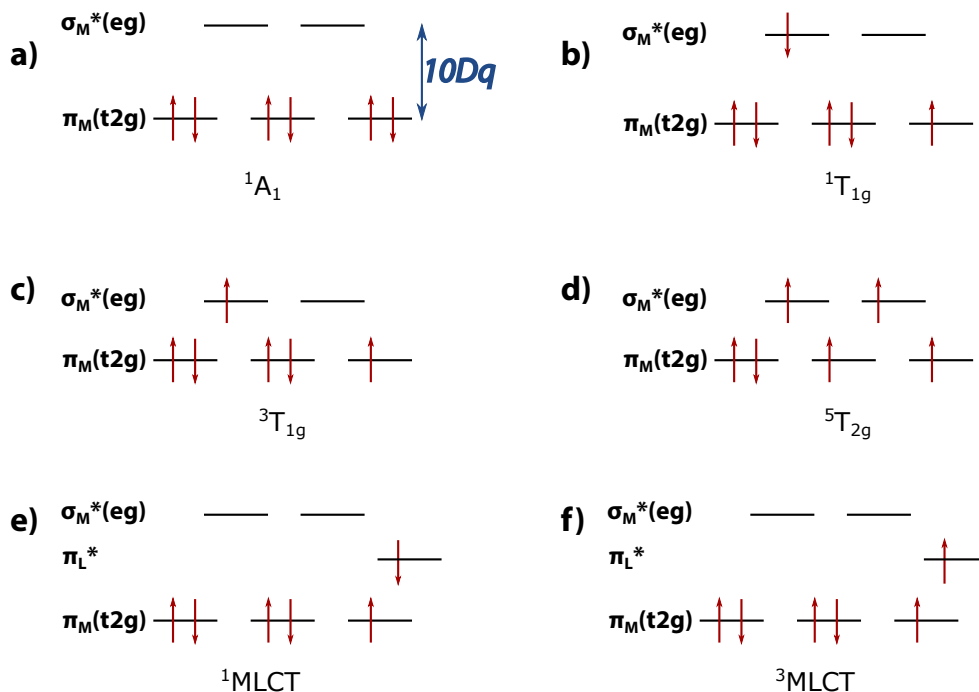 a)
σM*(eg)
10Dq
πM(t2g)
¹A₁
b)
σM*(eg)
πM(t2g)
¹T₁g
c)
σM*(eg)
πM(t2g)
³T₁g
d)
σM*(eg)
πM(t2g)
⁵T₂g
e)
σM*(eg)
πL*
πM(t2g)
¹MLCT
f)
σM*(eg)
πL*
πM(t2g)
³MLCT